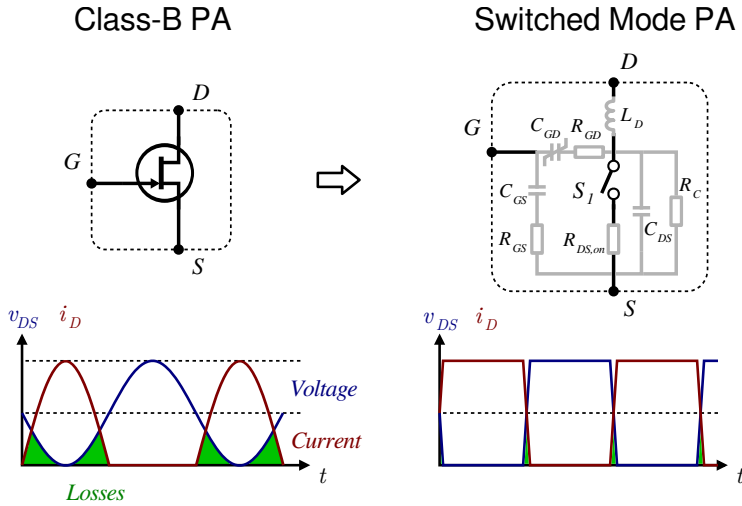 Class-B PA
Switched Mode PA
D
G
S
D
L_D
G
C_GD
R_GD
C_GS
S_1
R_C
R_GS
R_DS,on
C_DS
S
v_DS i_D
Voltage
Current
t
Losses
v_DS i_D
t